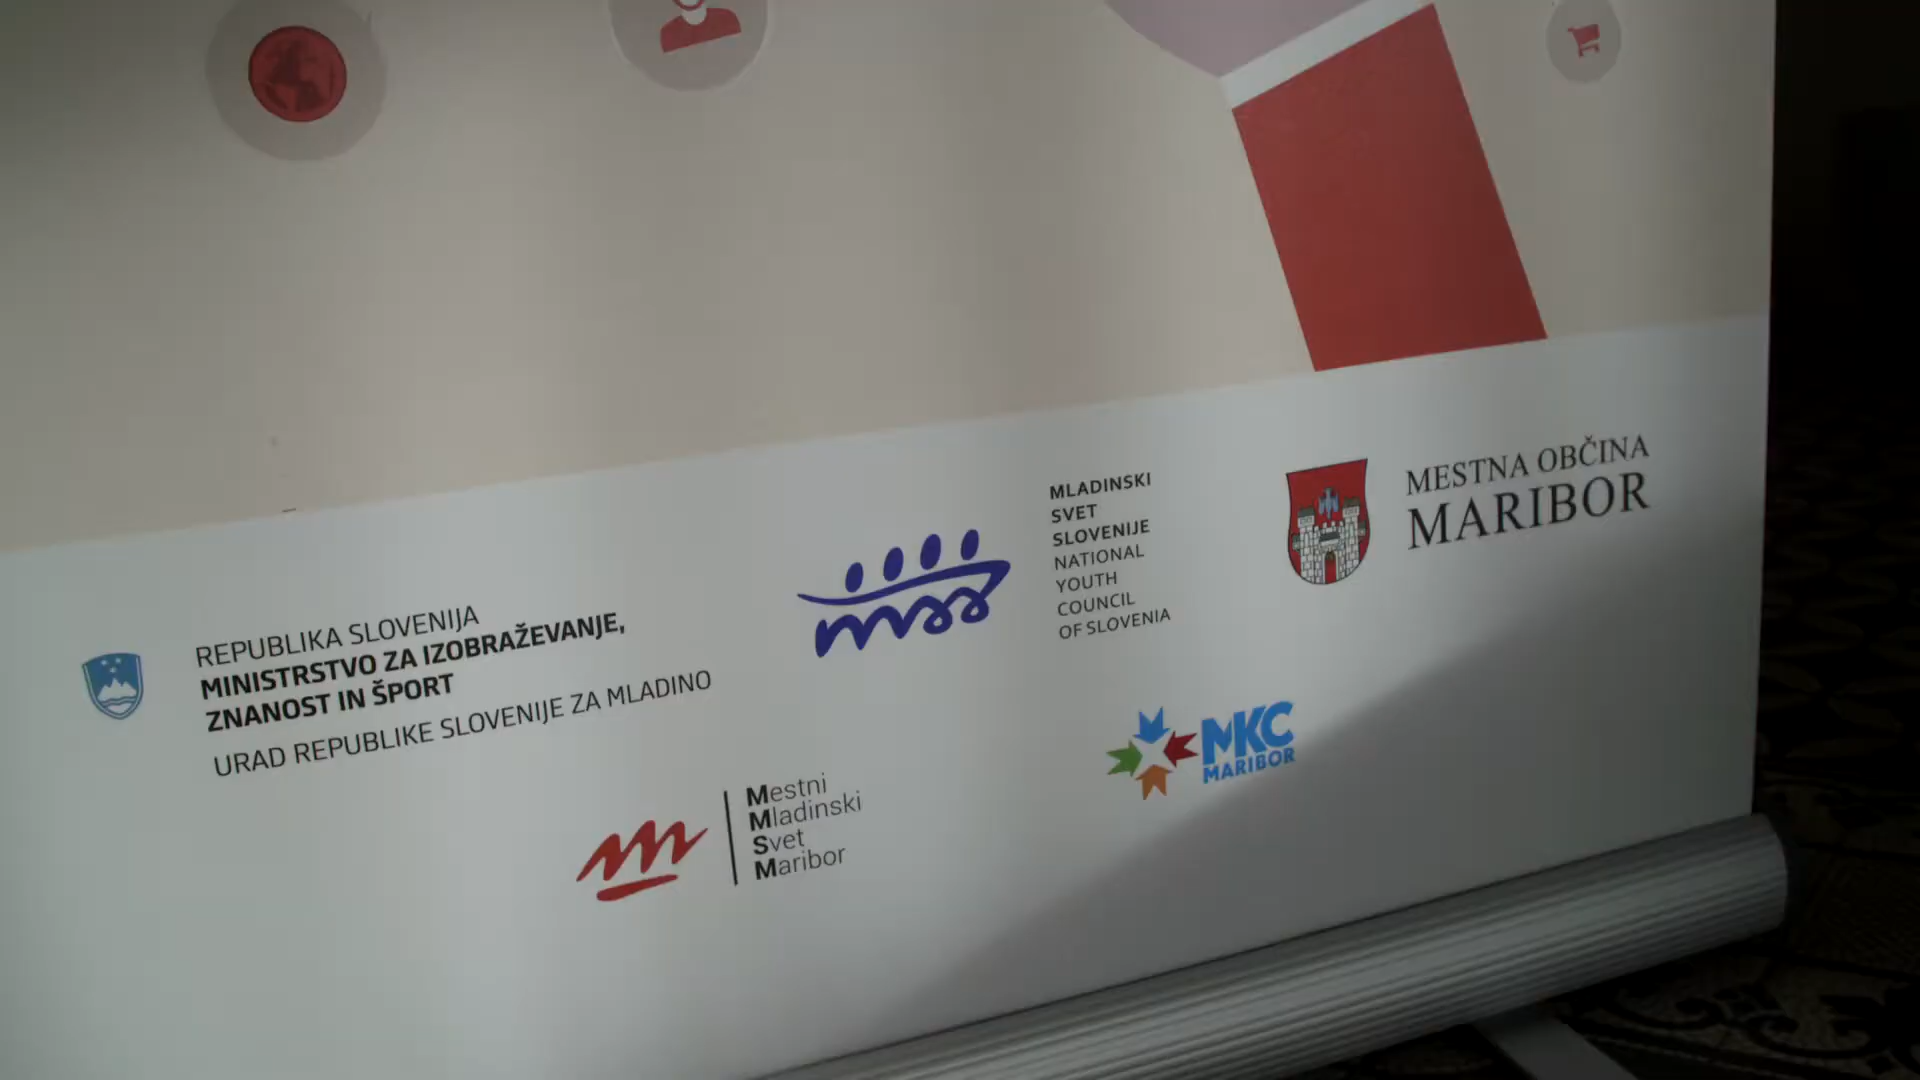 REPUBLIKA SLOVENIJA
MINISTRSTVO ZA IZOBRAŽEVANJE,
ZNANOST IN ŠPORT
URAD REPUBLIKE SLOVENIJE ZA MLADINO
mss
MLADINSKI
SVET
SLOVENIJE
NATIONAL
YOUTH
COUNCIL
OF SLOVENIA
MESTNA OBČINA
MARIBOR
Mestni
Mladinski
Svet
Maribor
MKC
MARIBOR